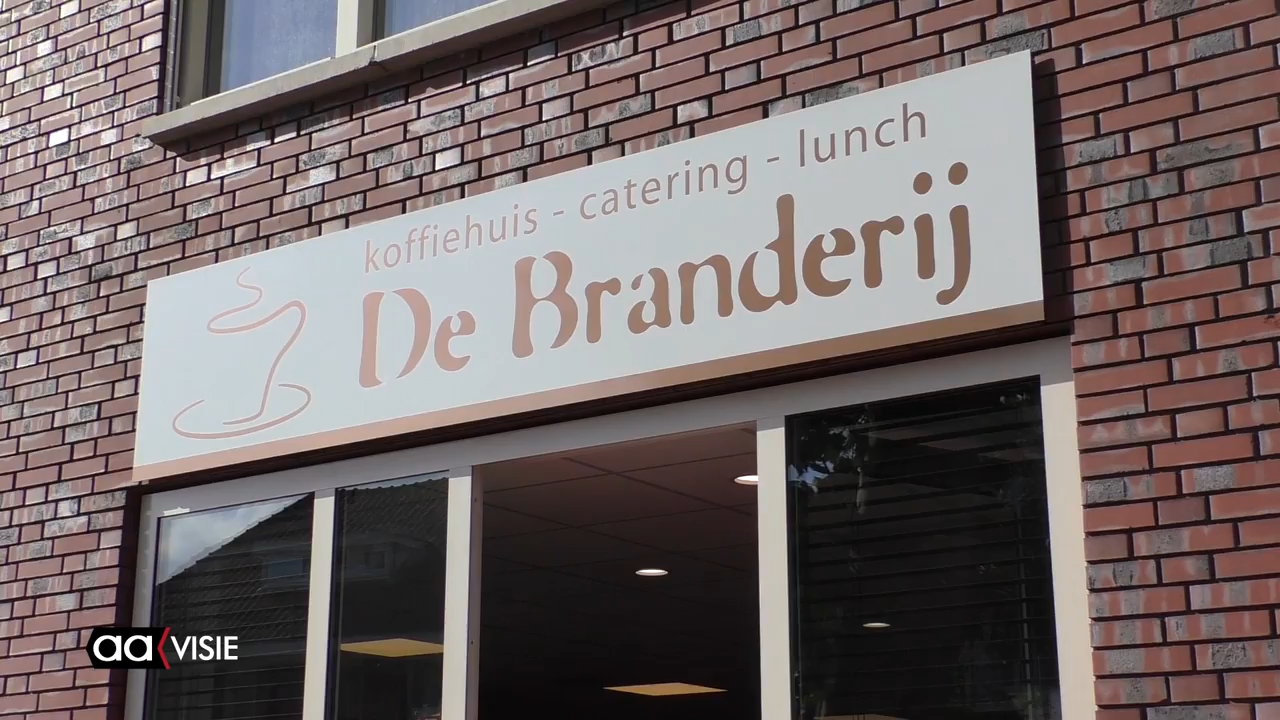 koffiehuis - catering - lunch
De Branderij
aa VISIE